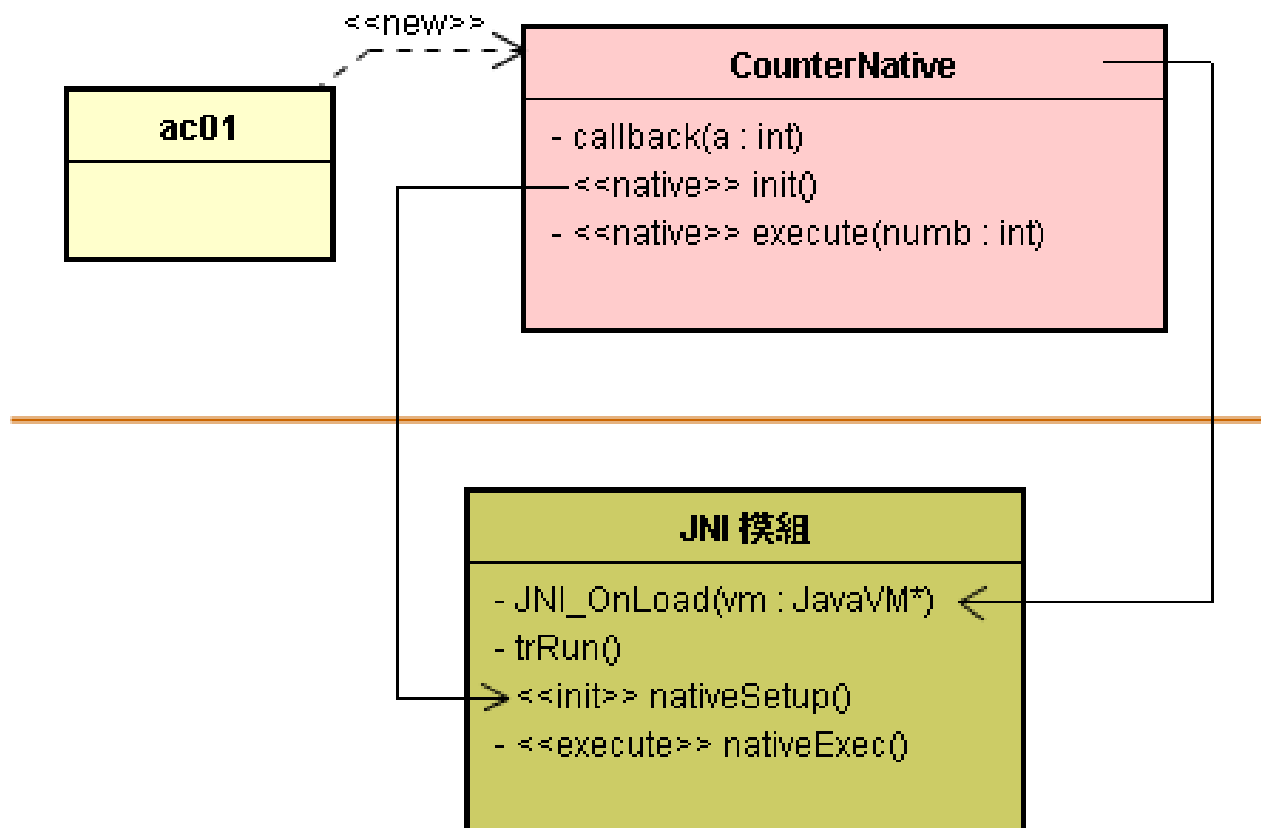 <<new>>
CounterNative
ac01
- callback(a : int)
<<native>> init()
- <<native>> execute(numb : int)
JNI 模組
- JNI_OnLoad(vm : JavaVM*)
- trRun()
<<init>> nativeSetup()
- <<execute>> nativeExec()